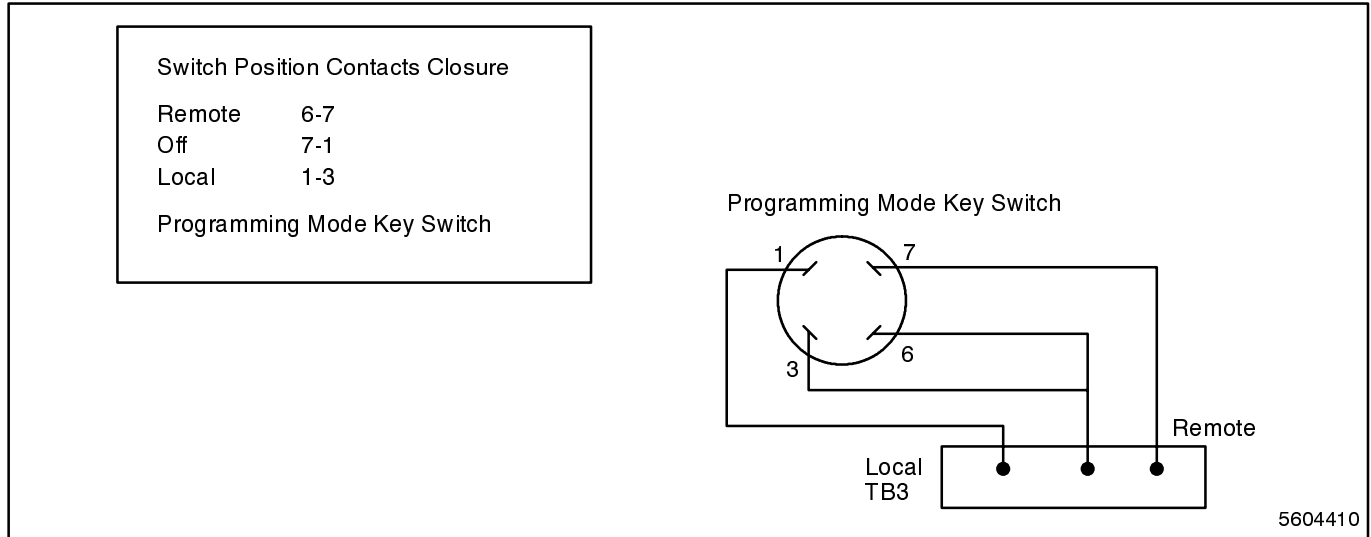 Switch Position Contacts Closure
Remote 6-7
Off 7-1
Local 1-3
Programming Mode Key Switch
Programming Mode Key Switch
1
7
3
6
Remote
Local
TB3
5604410